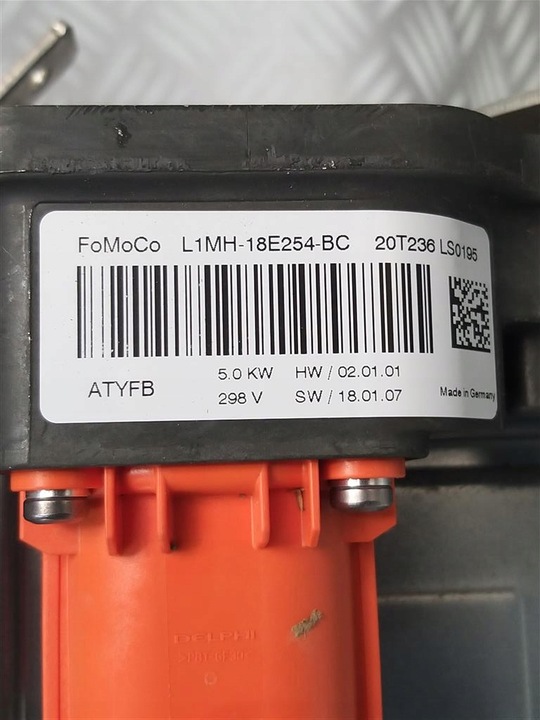 FoMoCo L1MH-18E254-BC 20T236 LS0195
ATYFB
5.0 KW HW / 02.01.01
298 V SW / 18.01.07
Made in Germany
DELPHI